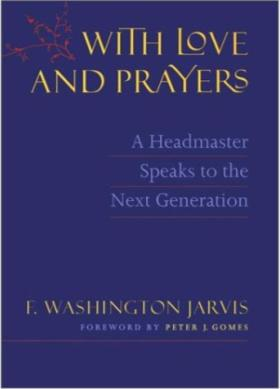 WITH LOVE
AND PRAYERS
A Headmaster
Speaks to the
Next Generation
F. WASHINGTON JARVIS
FOREWORD BY PETER J. GOMES